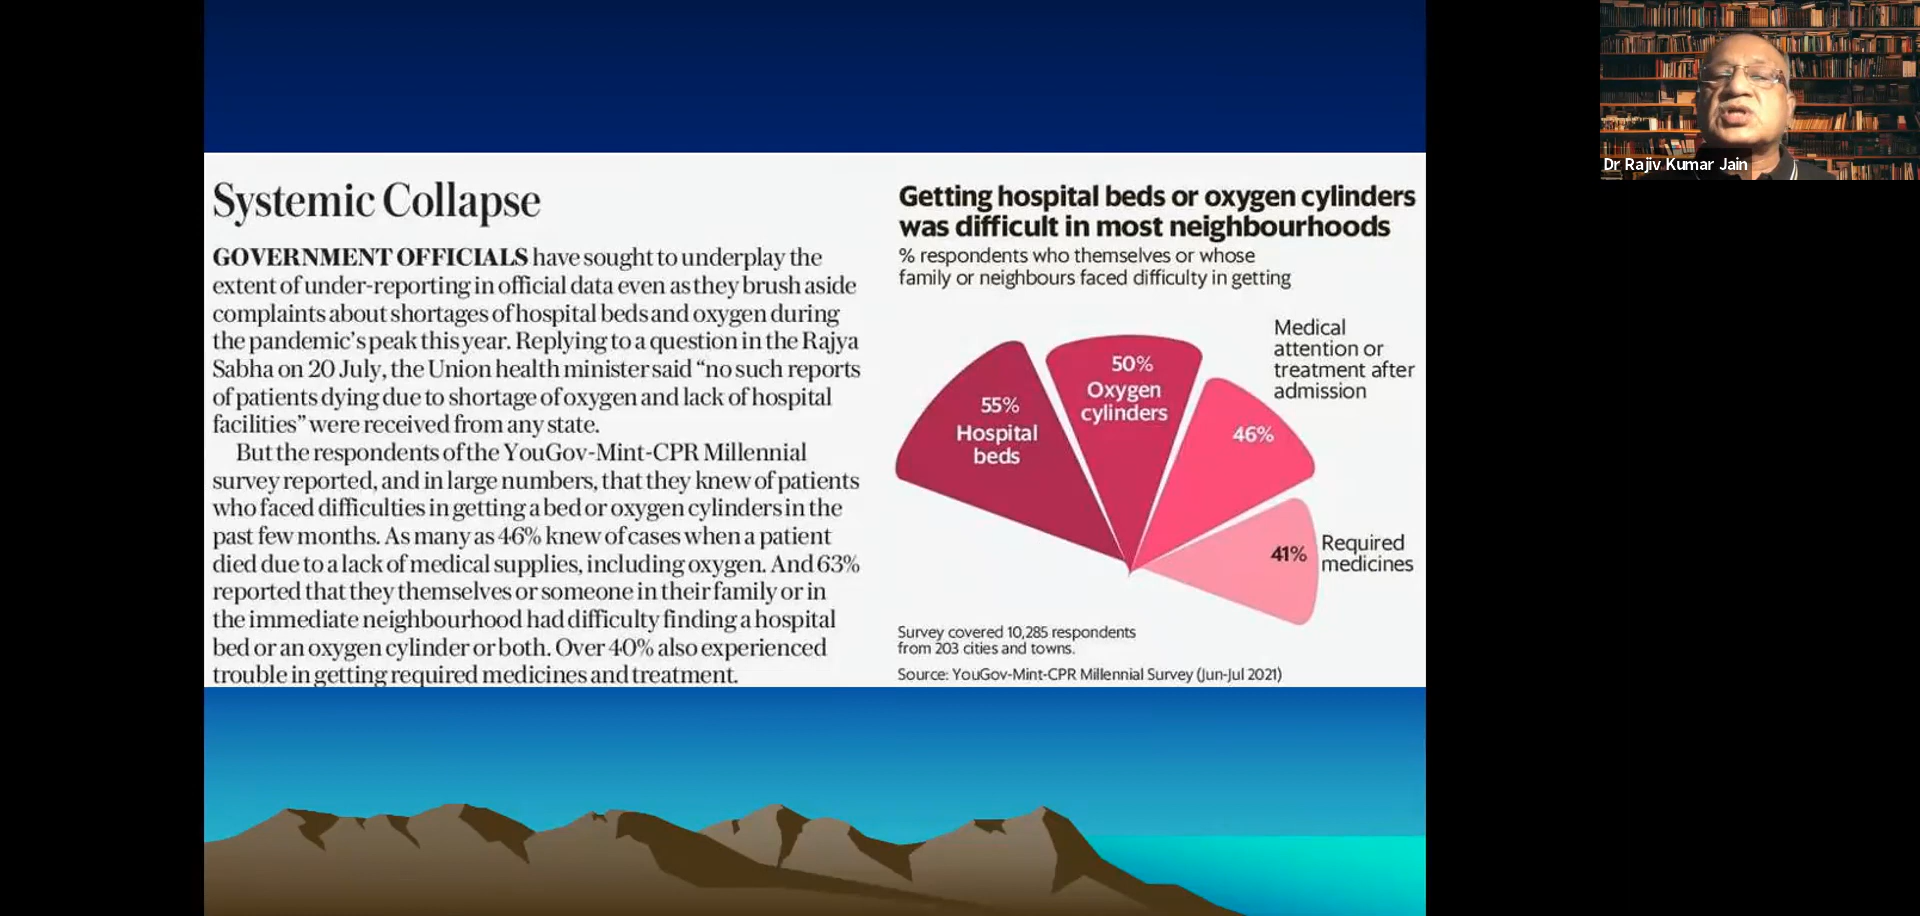 Systemic Collapse
GOVERNMENT OFFICIALS have sought to underplay the
extent of under-reporting in official data even as they brush aside
complaints about shortages of hospital beds and oxygen during
the pandemic's peak this year. Replying to a question in the Rajya
Sabha on 20 July, the Union health minister said “no such reports
of patients dying due to shortage of oxygen and lack of hospital
facilities” were received from any state.
But the respondents of the YouGov-Mint-CPR Millennial
survey reported, and in large numbers, that they knew of patients
who faced difficulties in getting a bed or oxygen cylinders in the
past few months. As many as 46% knew of cases when a patient
died due to a lack of medical supplies, including oxygen. And 63%
reported that they themselves or someone in their family or in
the immediate neighbourhood had difficulty finding a hospital
bed or an oxygen cylinder or both. Over 40% also experienced
trouble in getting required medicines and treatment.
Getting hospital beds or oxygen cylinders
was difficult in most neighbourhoods
% respondents who themselves or whose
family or neighbours faced difficulty in getting
55%
Hospital
beds
50%
Oxygen
cylinders
Medical
attention or
treatment after
admission
46%
41%
Required
medicines
Survey covered 10,285 respondents
from 203 cities and towns.
Source: YouGov-Mint-CPR Millennial Survey (Jun-Jul 2021)
Dr Rajiv Kumar Jain